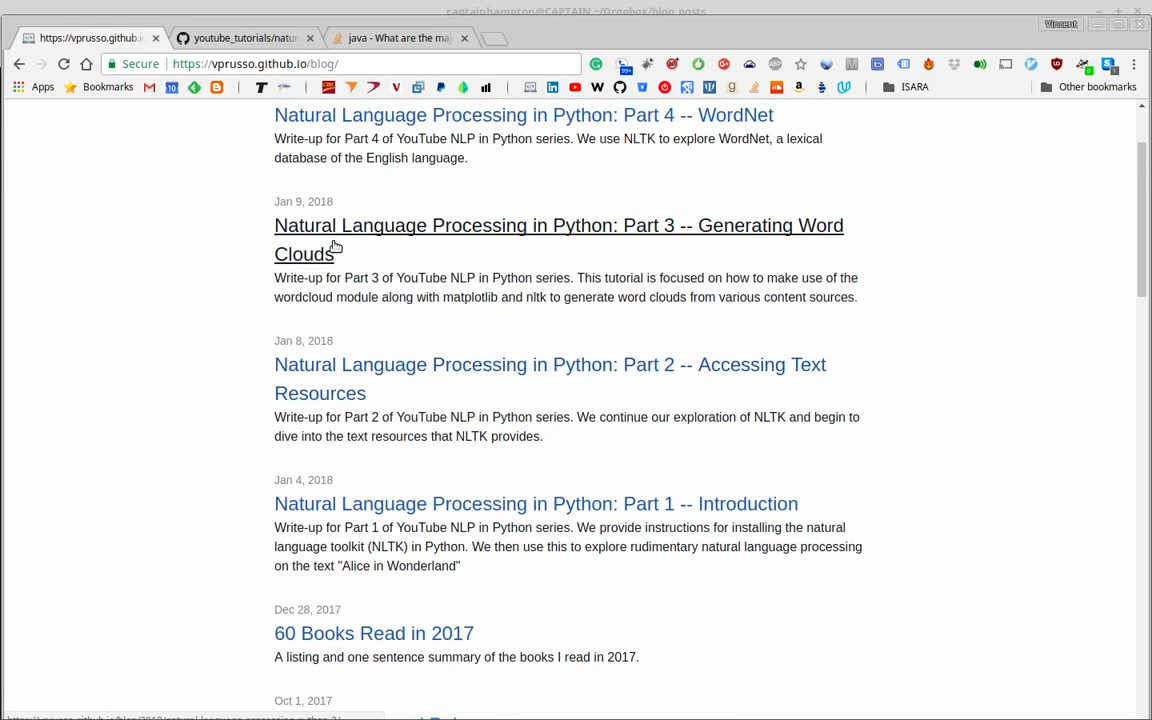 captainhampton@CAPTAIN ~/Dropbox/blog_posts
Vincent
https://vprusso.github.io
youtube_tutorials/natur
java - What are the ma
Secure https://vprusso.github.io/blog/
Apps Bookmarks ISARA Other bookmarks
Natural Language Processing in Python: Part 4 -- WordNet
Write-up for Part 4 of YouTube NLP in Python series. We use NLTK to explore WordNet, a lexical
database of the English language.
Jan 9, 2018
Natural Language Processing in Python: Part 3 -- Generating Word
Clouds
Write-up for Part 3 of YouTube NLP in Python series. This tutorial is focused on how to make use of the
wordcloud module along with matplotlib and nltk to generate word clouds from various content sources.
Jan 8, 2018
Natural Language Processing in Python: Part 2 -- Accessing Text
Resources
Write-up for Part 2 of YouTube NLP in Python series. We continue our exploration of NLTK and begin to
dive into the text resources that NLTK provides.
Jan 4, 2018
Natural Language Processing in Python: Part 1 -- Introduction
Write-up for Part 1 of YouTube NLP in Python series. We provide instructions for installing the natural
language toolkit (NLTK) in Python. We then use this to explore rudimentary natural language processing
on the text "Alice in Wonderland"
Dec 28, 2017
60 Books Read in 2017
A listing and one sentence summary of the books I read in 2017.
Oct 1, 2017